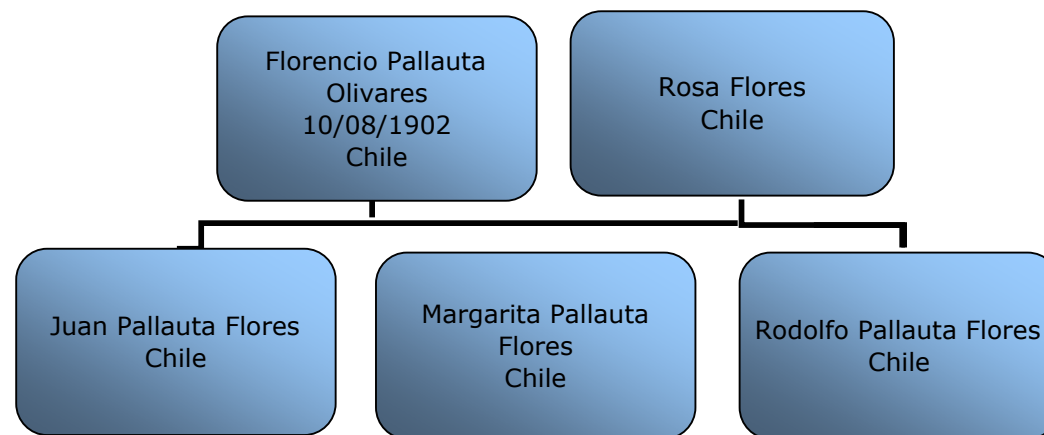 Florencio Pallauta
Olivares
10/08/1902
Chile
Rosa Flores
Chile
Juan Pallauta Flores
Chile
Margarita Pallauta
Flores
Chile
Rodolfo Pallauta Flores
Chile